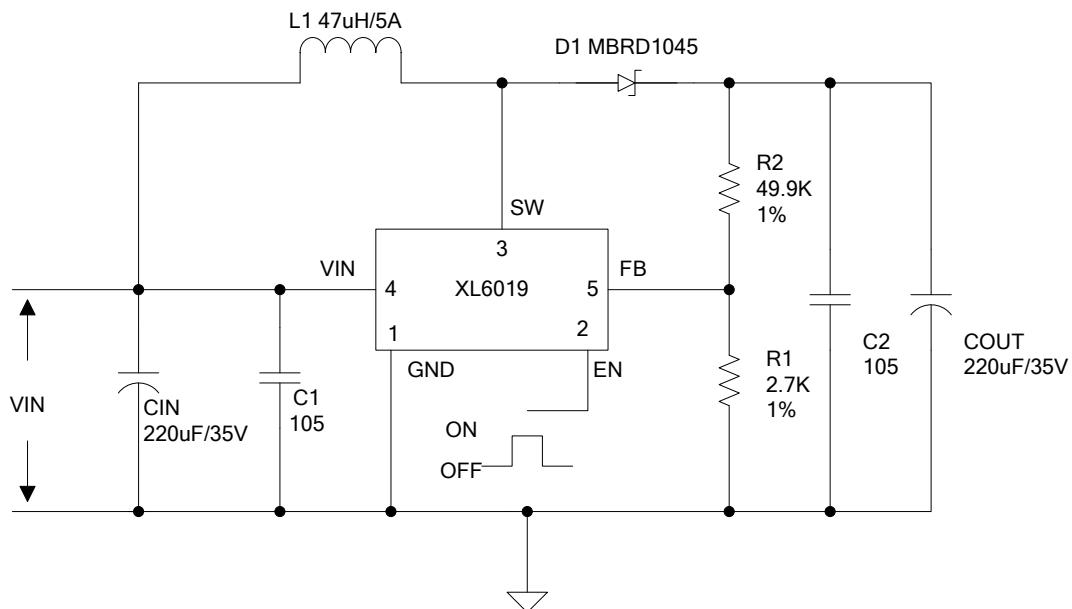 L1 47uH/5A
D1 MBRD1045
R2
49.9K
1%
SW
3
VIN
4
XL6019
5
FB
1
2
GND
EN
VIN
CIN
220uF/35V
C1
105
ON
OFF
R1
2.7K
1%
C2
105
COUT
220uF/35V